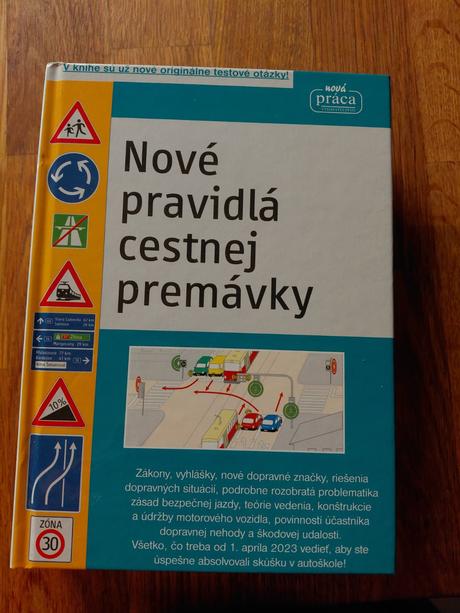 V knihe sú už nové originálne testové otázky!
nová
práca
Nové
pravidlá
cestnej
premávky
10%
ZÓNA
30
Zákony, vyhlášky, nové dopravné značky, riešenia
dopravných situácií, podrobne rozobratá problematika
zásad bezpečnej jazdy, teórie vedenia, konštrukcie
a údržby motorového vozidla, povinnosti účastníka
dopravnej nehody a škodovej udalosti.
Všetko, čo treba od 1. apríla 2023 vedieť, aby ste
úspešne absolvovali skúšku v autoškole!